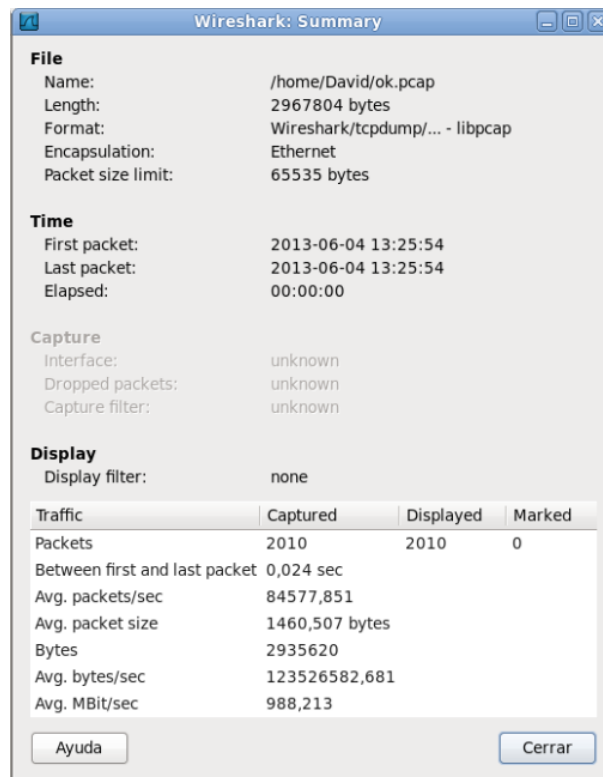 Wireshark: Summary
File
Name: /home/David/ok.pcap
Length: 2967804 bytes
Format: Wireshark/tcpdump/... - libpcap
Encapsulation: Ethernet
Packet size limit: 65535 bytes
Time
First packet: 2013-06-04 13:25:54
Last packet: 2013-06-04 13:25:54
Elapsed: 00:00:00
Capture
Interface: unknown
Dropped packets: unknown
Capture filter: unknown
Display
Display filter: none
Traffic Captured Displayed Marked
Packets 2010 2010 0
Between first and last packet 0,024 sec
Avg. packets/sec 84577,851
Avg. packet size 1460,507 bytes
Bytes 2935620
Avg. bytes/sec 123526582,681
Avg. MBit/sec 988,213
Ayuda Cerrar